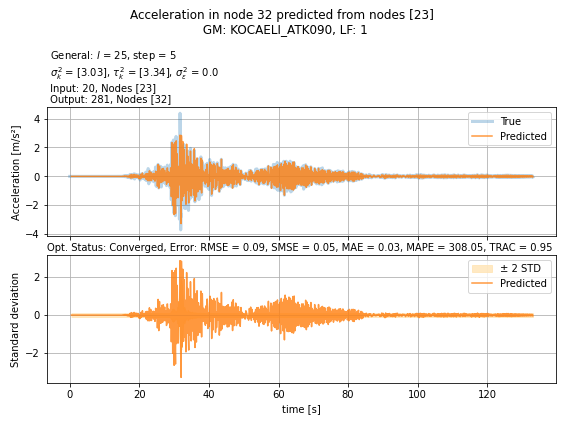 Acceleration in node 32 predicted from nodes [23]
GM: KOCAELI_ATK090, LF: 1
General: l = 25, step = 5
σ²ₖ = [3.03], τ²ₖ = [3.34], σ²ε = 0.0
Input: 20, Nodes [23]
Output: 281, Nodes [32]
Acceleration [m/s²]
4
2
0
−2
−4
True
Predicted
Opt. Status: Converged, Error: RMSE = 0.09, SMSE = 0.05, MAE = 0.03, MAPE = 308.05, TRAC = 0.95
Standard deviation
2
0
−2
± 2 STD
Predicted
0 20 40 60 80 100 120
time [s]